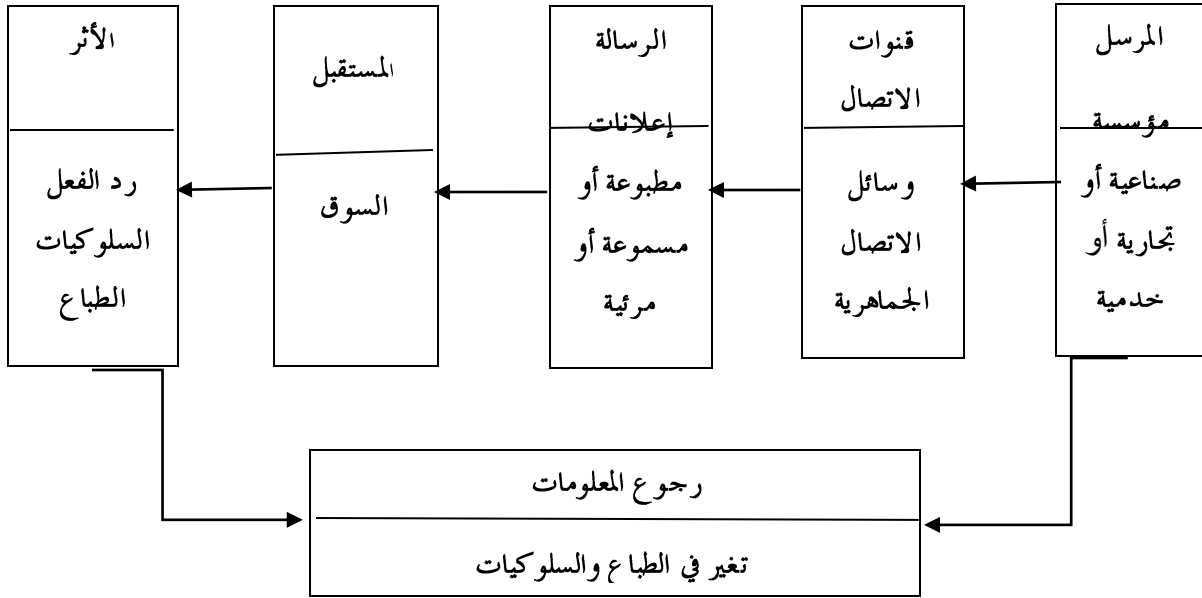 المرسل
مؤسسة
صناعية أو
تجارية أو
خدمية
قنوات
الاتصال
وسائل
الاتصال
الجماهرية
الرسالة
إعلانات
مطبوعة أو
مسموعة أو
مرئية
المستقبل
السوق
الأثر
رد الفعل
السلوكيات
الطباع
رجوع المعلومات
تغير في الطباع والسلوكيات